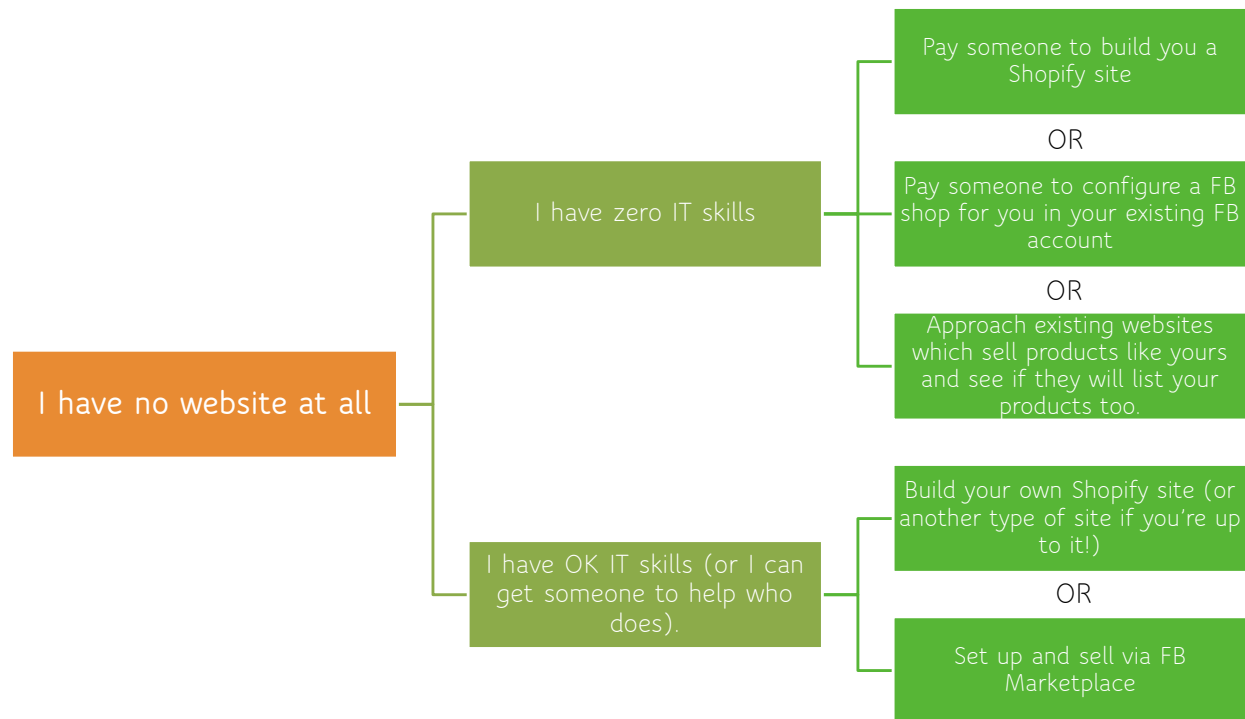 I have no website at all
I have zero IT skills
Pay someone to build you a
Shopify site
OR
Pay someone to configure a FB
shop for you in your existing FB
account
OR
Approach existing websites
which sell products like yours
and see if they will list your
products too.
I have OK IT skills (or I can
get someone to help who
does).
Build your own Shopify site (or
another type of site if you’re up
to it!)
OR
Set up and sell via FB
Marketplace